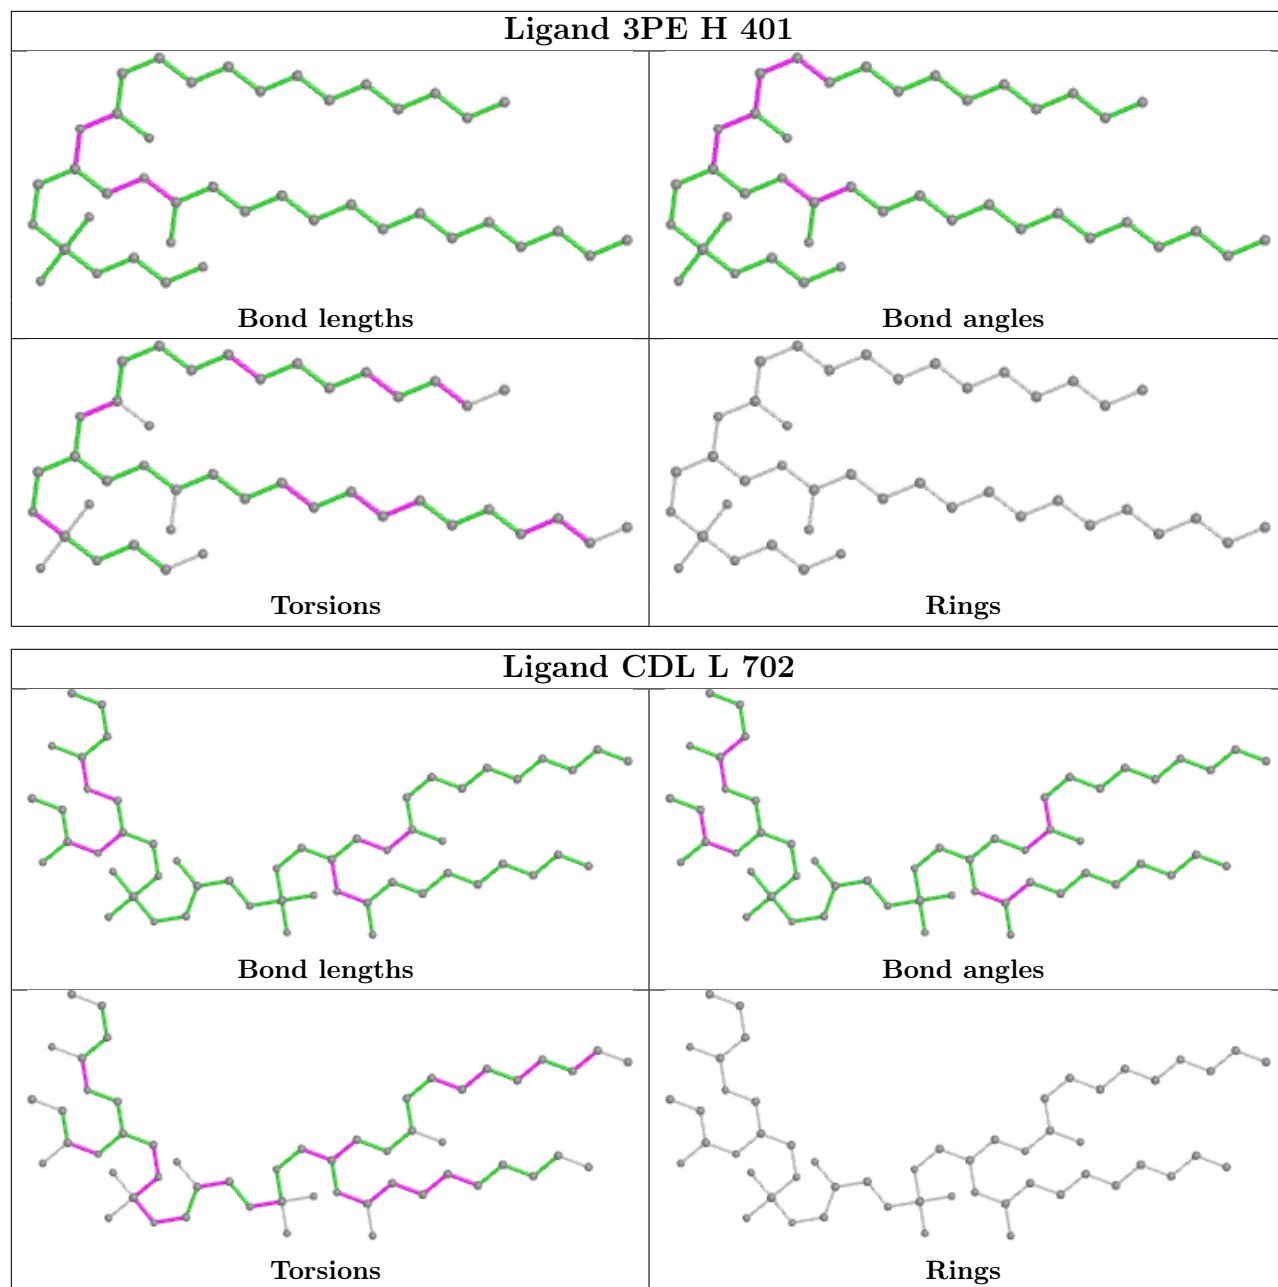 Ligand 3PE H 401
Bond lengths
Bond angles
Torsions
Rings
Ligand CDL L 702
Bond lengths
Bond angles
Torsions
Rings